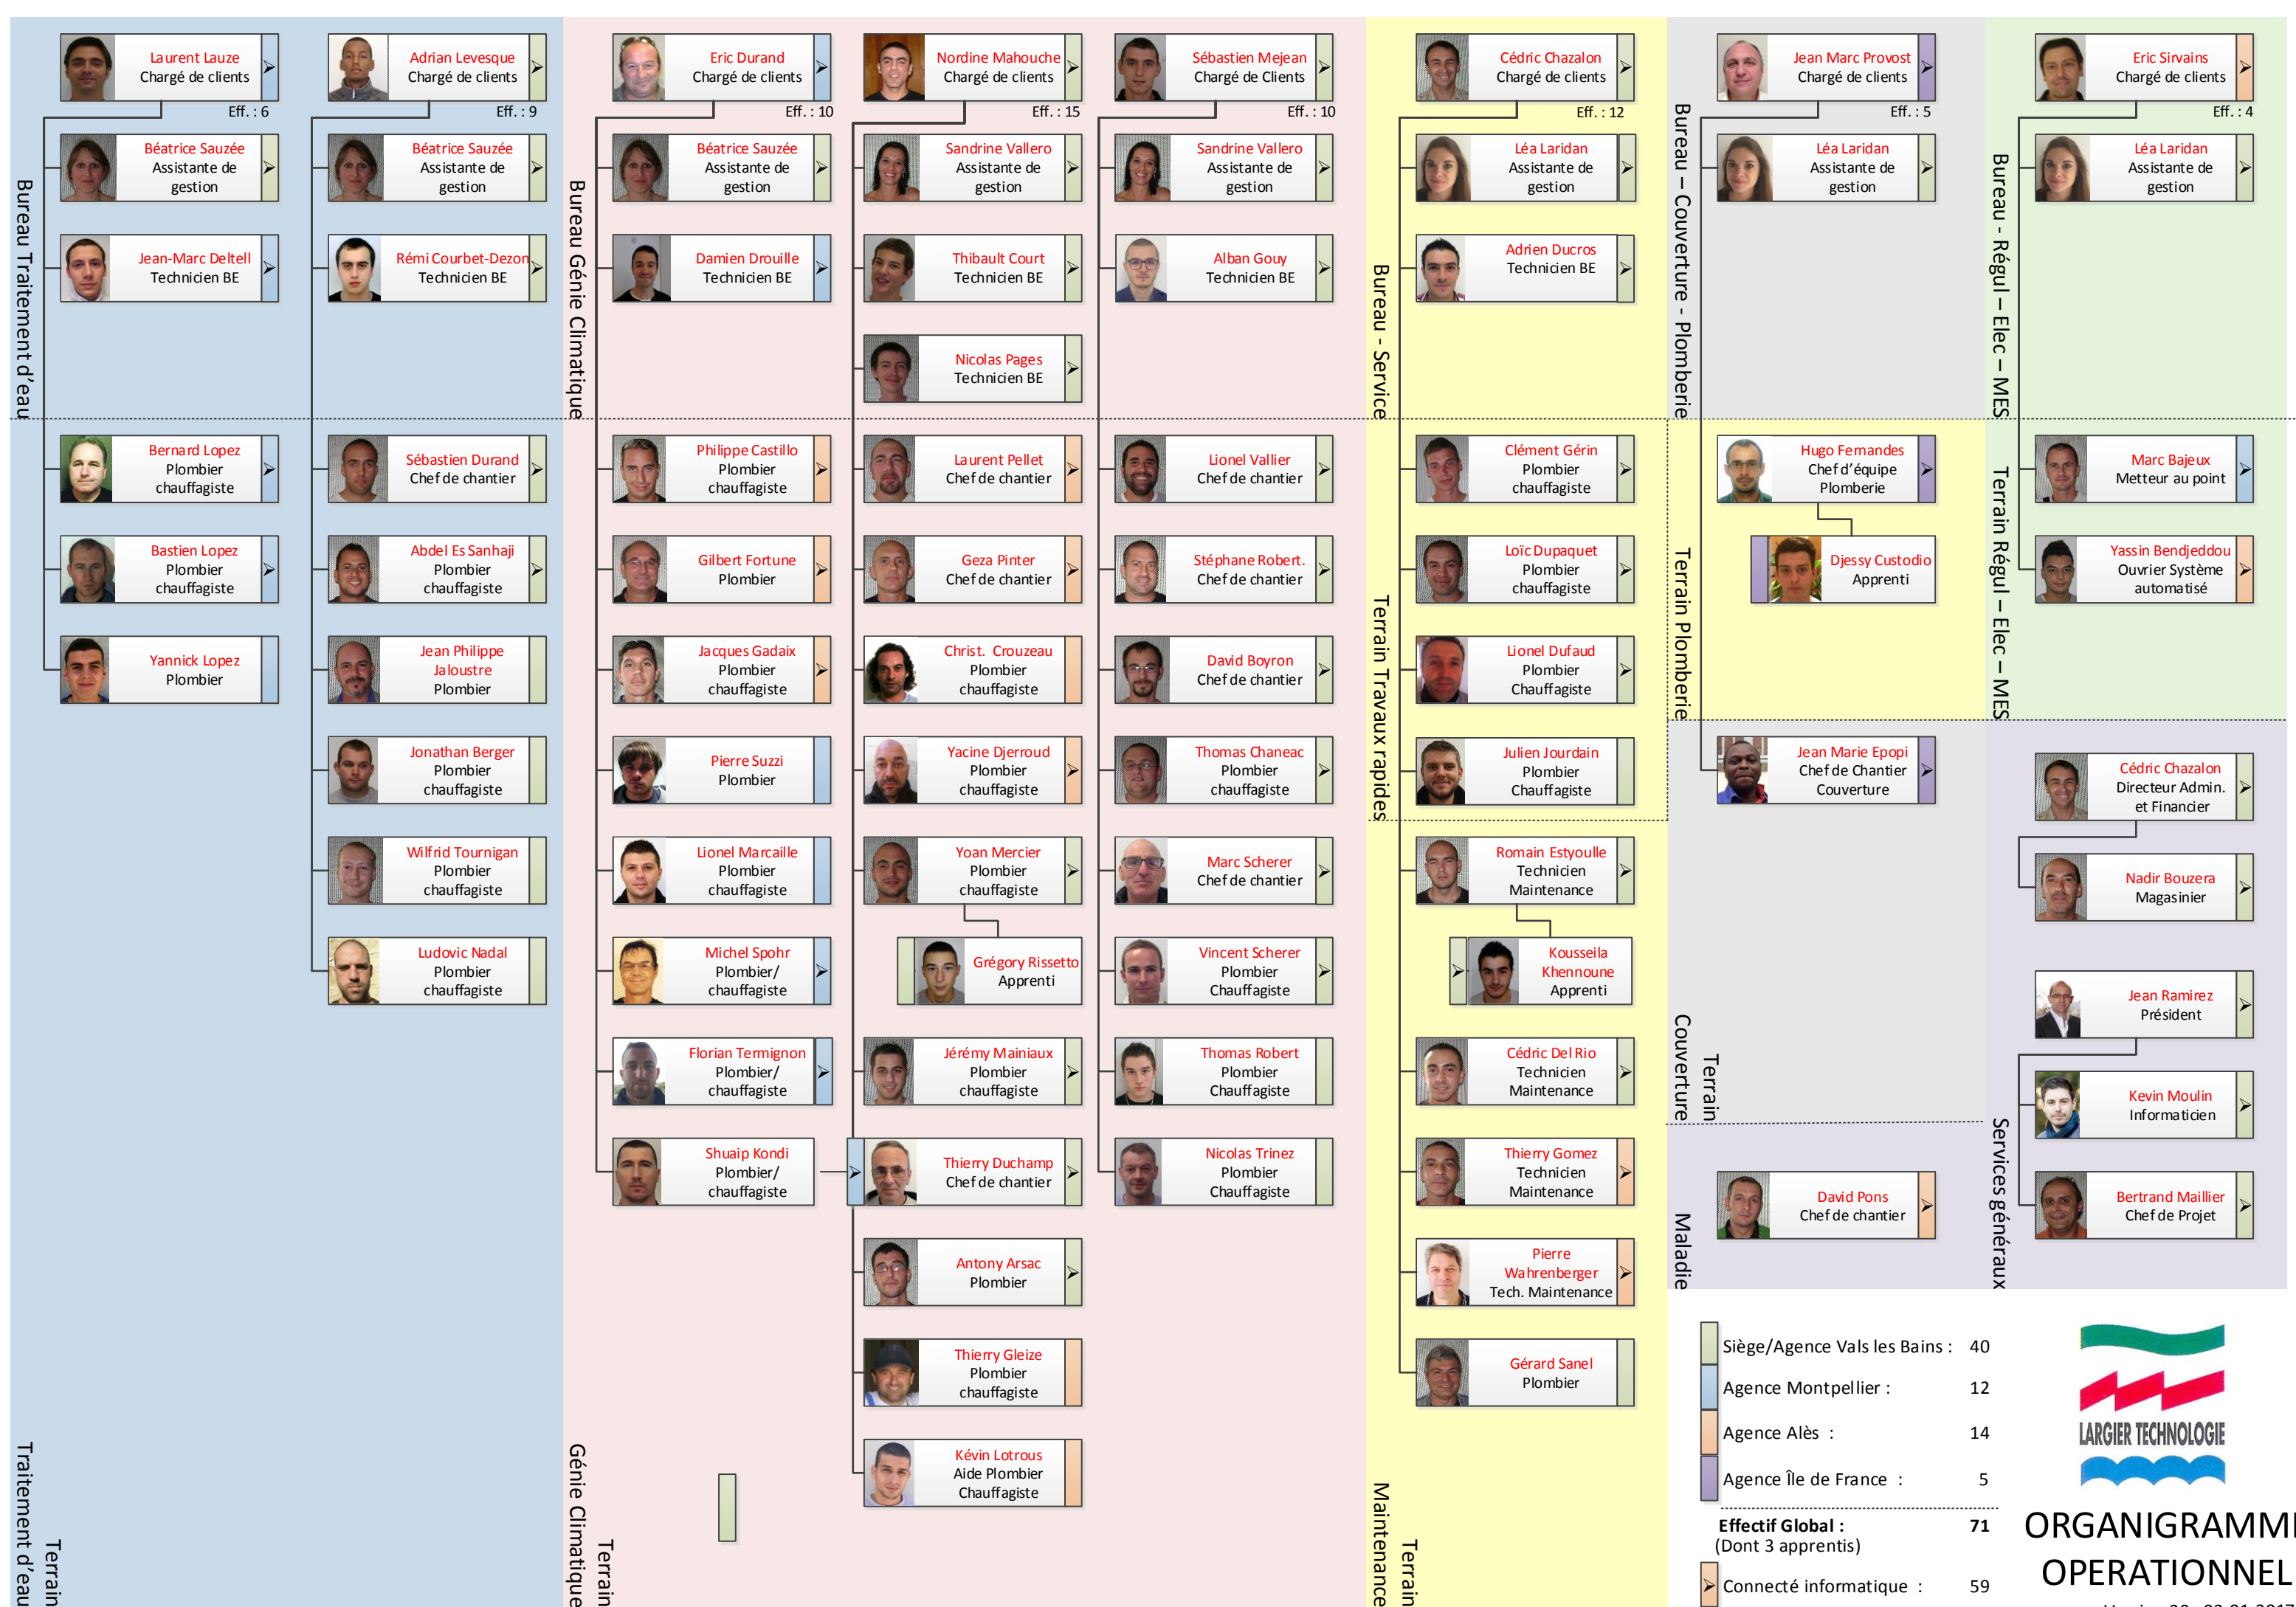 Bureau Traitement d'eau
Laurent Lauze
Chargé de clients
Eff. : 6
Béatrice Sauzée
Assistante de
gestion
Jean-Marc Deltell
Technicien BE
Bernard Lopez
Plombier
chauffagiste
Bastien Lopez
Plombier
chauffagiste
Yannick Lopez
Plombier
Adrian Levesque
Chargé de clients
Eff. : 9
Béatrice Sauzée
Assistante de
gestion
Rémi Courbet-Dezon
Technicien BE
Sébastien Durand
Chef de chantier
Abdel Es Sanhaji
Plombier
chauffagiste
Jean Philippe
Jaloustre
Plombier
Jonathan Berger
Plombier
chauffagiste
Wilfrid Tournigan
Plombier
chauffagiste
Ludovic Nadal
Plombier
chauffagiste
Terrain
Traitement d'eau
Bureau Génie Climatique
Eric Durand
Chargé de clients
Eff. : 10
Béatrice Sauzée
Assistante de
gestion
Damien Drouille
Technicien BE
Philippe Castillo
Plombier
chauffagiste
Gilbert Fortune
Plombier
Jacques Gadaix
Plombier
chauffagiste
Pierre Suzzi
Plombier
Lionel Marcaille
Plombier
chauffagiste
Michel Spohr
Plombier/
chauffagiste
Florian Termignon
Plombier/
chauffagiste
Shuaip Kondi
Plombier/
chauffagiste
Nordine Mahouche
Chargé de clients
Eff. : 15
Sandrine Vallero
Assistante de
gestion
Thibault Court
Technicien BE
Nicolas Pages
Technicien BE
Laurent Pellet
Chef de chantier
Geza Pinter
Chef de chantier
Christ. Crouzeau
Plombier
chauffagiste
Yacine Djerroud
Plombier
chauffagiste
Yoan Mercier
Plombier
chauffagiste
Grégory Rissetto
Apprenti
Jérémy Mainiaux
Plombier
chauffagiste
Thierry Duchamp
Chef de chantier
Antony Arsac
Plombier
Thierry Gleize
Plombier
chauffagiste
Kévin Lotrous
Aide Plombier
Chauffagiste
Sébastien Mejean
Chargé de Clients
Eff. : 10
Sandrine Vallero
Assistante de
gestion
Alban Gouy
Technicien BE
Lionel Vallier
Chef de chantier
Stéphane Robert.
Chef de chantier
David Boyron
Chef de chantier
Thomas Chaneac
Plombier
chauffagiste
Marc Scherer
Chef de chantier
Vincent Scherer
Plombier
Chauffagiste
Thomas Robert
Plombier
Chauffagiste
Nicolas Trinez
Plombier
Chauffagiste
Terrain
Génie Climatique
Bureau - Service
Cédric Chazalon
Chargé de clients
Eff. : 12
Léa Laridan
Assistante de
gestion
Adrien Ducros
Technicien BE
Terrain Travaux rapides
Clément Gérin
Plombier
chauffagiste
Loïc Dupaquet
Plombier
chauffagiste
Lionel Dufaud
Plombier
Chauffagiste
Julien Jourdain
Plombier
Chauffagiste
Romain Estyoulle
Technicien
Maintenance
Kousseila
Khennoune
Apprenti
Cédric Del Rio
Technicien
Maintenance
Thierry Gomez
Technicien
Maintenance
Pierre
Wahrenberger
Tech. Maintenance
Gérard Sanel
Plombier
Terrain
Maintenance
Bureau – Couverture - Plomberie
Jean Marc Provost
Chargé de clients
Eff. : 5
Léa Laridan
Assistante de
gestion
Terrain Plomberie
Hugo Fernandes
Chef d'équipe
Plomberie
Djessy Custodio
Apprenti
Jean Marie Epopi
Chef de Chantier
Couverture
Terrain
Couverture
Maladie
David Pons
Chef de chantier
Bureau - Régul – Elec – MES
Eric Sirvains
Chargé de clients
Eff. : 4
Léa Laridan
Assistante de
gestion
Terrain Régul – Elec – MES
Marc Bajeux
Metteur au point
Yassin Bendjeddou
Ouvrier Système
automatisé
Services généraux
Cédric Chazalon
Directeur Admin.
et Financier
Nadir Bouzera
Magasinier
Jean Ramirez
Président
Kevin Moulin
Informaticien
Bertrand Maillier
Chef de Projet
Siège/Agence Vals les Bains : 40
Agence Montpellier : 12
Agence Alès : 14
Agence Île de France : 5
Effectif Global : 71
(Dont 3 apprentis)
Connecté informatique : 59
LARGIER TECHNOLOGIE
ORGANIGRAMM
OPERATIONNEL